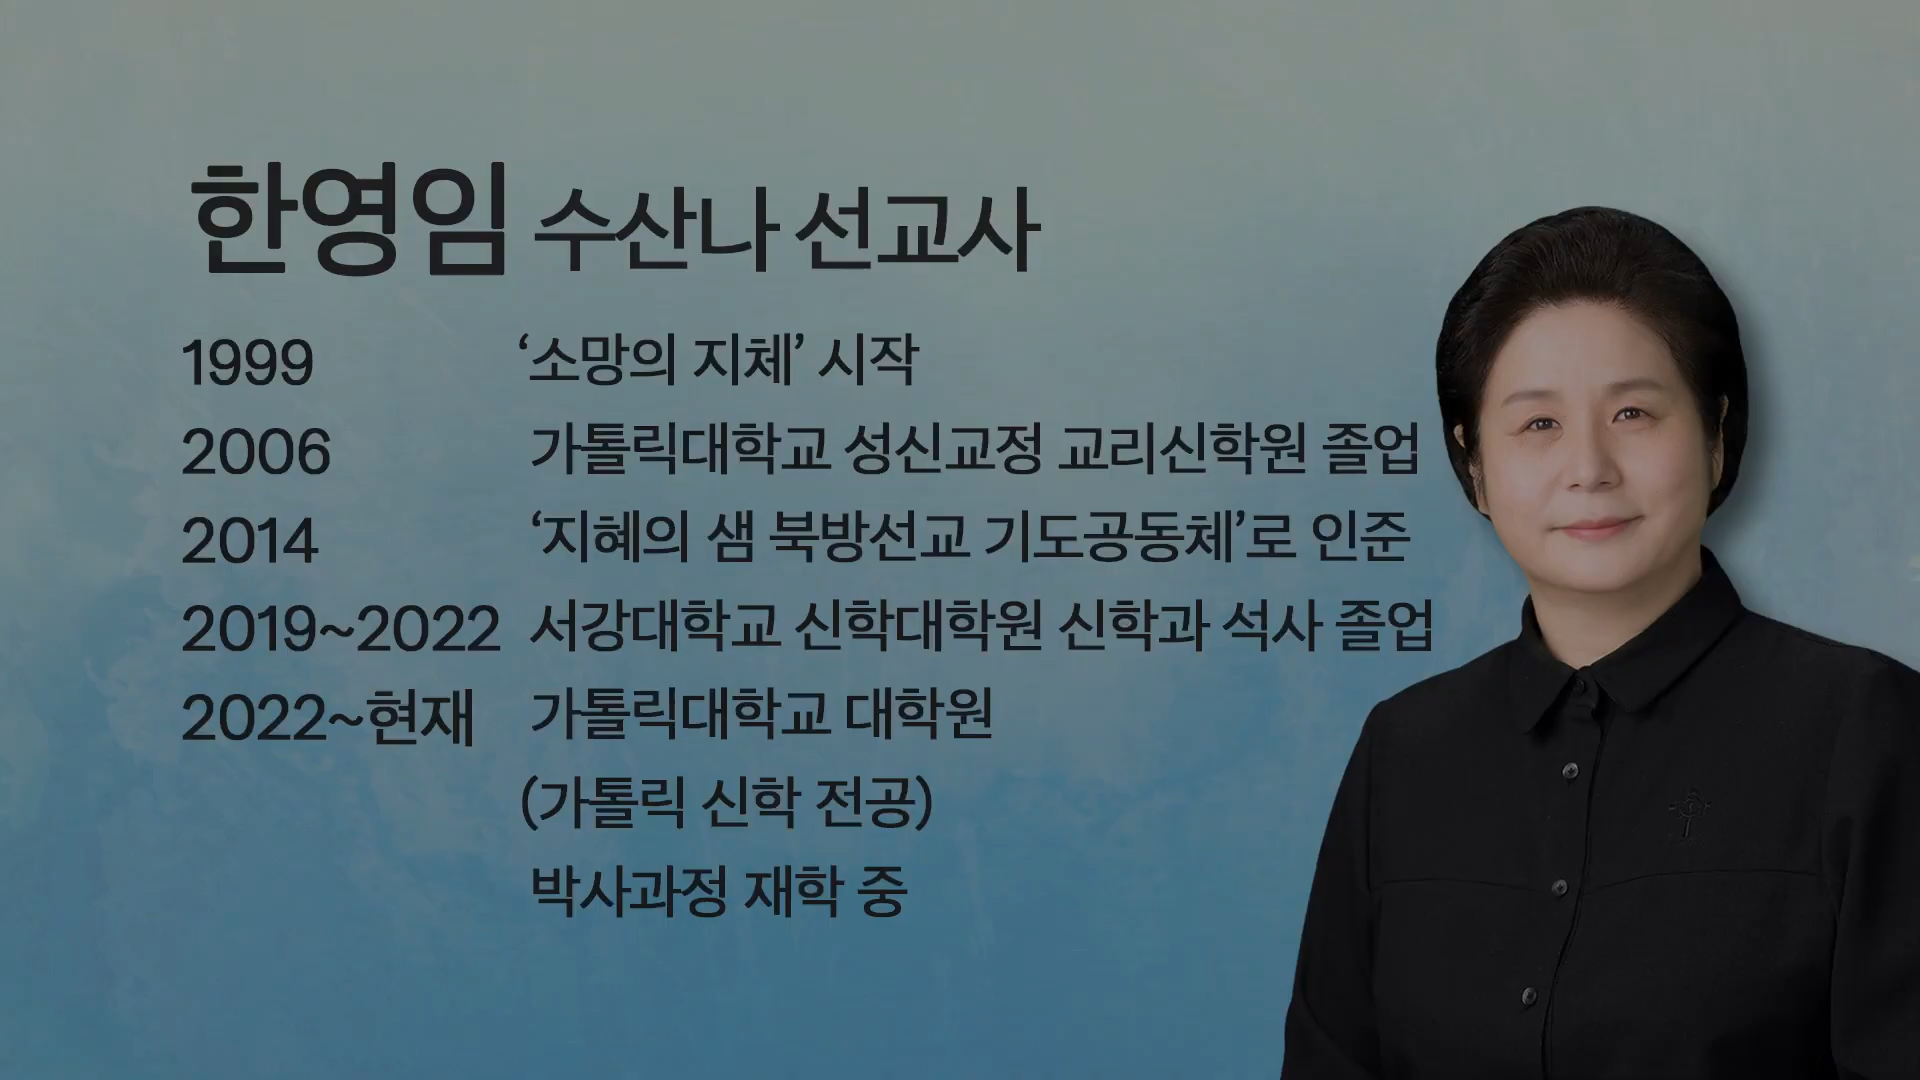 한영임 수산나 선교사
1999 ‘소망의 지체’ 시작
2006 가톨릭대학교 성신교정 교리신학원 졸업
2014 ‘지혜의 샘 북방선교 기도공동체’로 인준
2019~2022 서강대학교 신학대학원 신학과 석사 졸업
2022~현재 가톨릭대학교 대학원
(가톨릭 신학 전공)
박사과정 재학 중